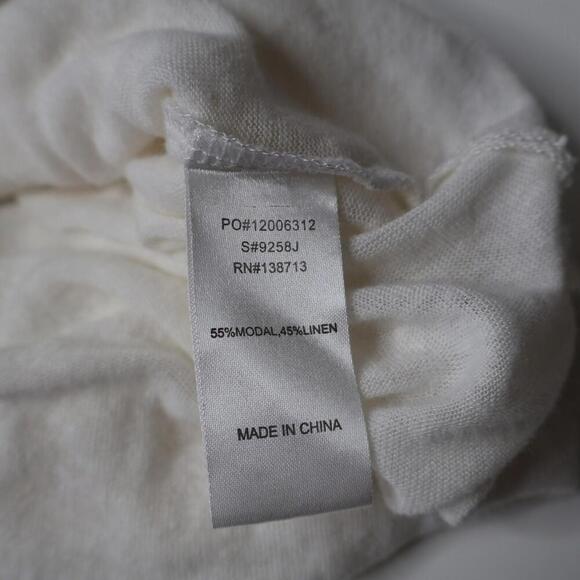 PO#12006312
S#9258J
RN#138713
55%MODAL,45%LINEN
MADE IN CHINA